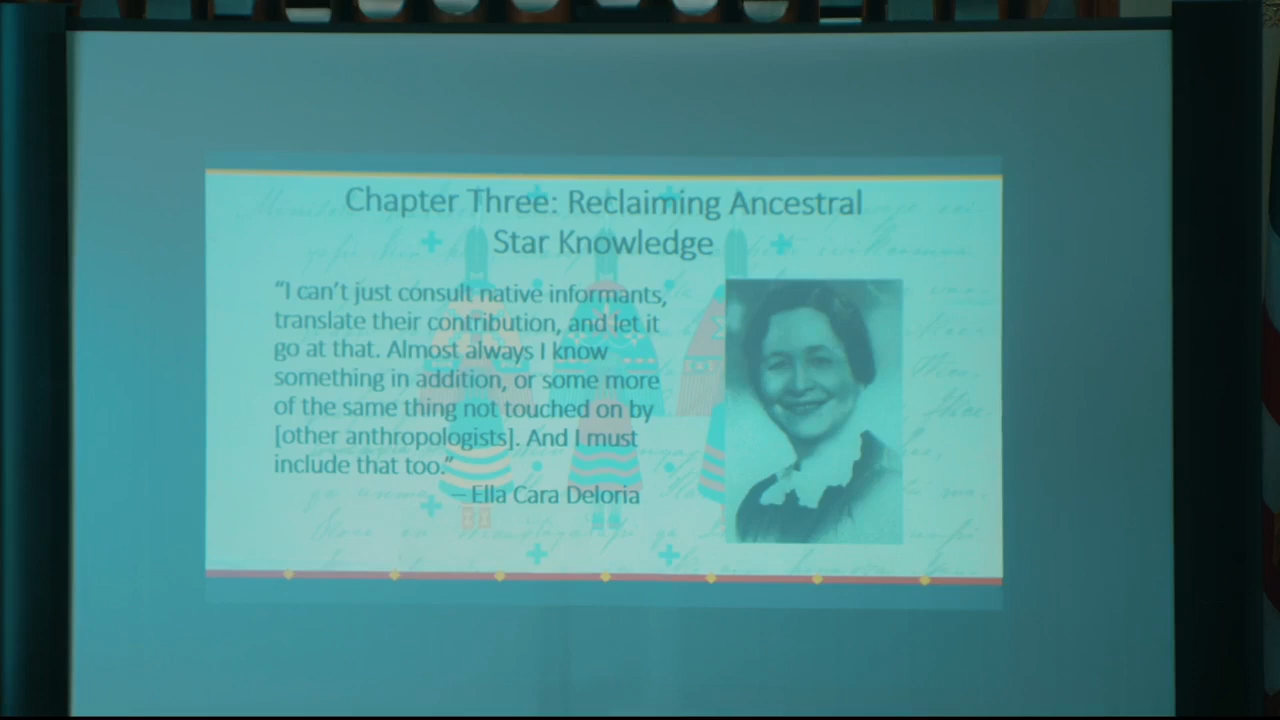 Chapter Three: Reclaiming Ancestral
Star Knowledge
“I can’t just consult native informants,
translate their contribution, and let it
go at that. Almost always I know
something in addition, or some more
of the same thing not touched on by
[other anthropologists]. And I must
include that too.”
– Ella Cara Deloria